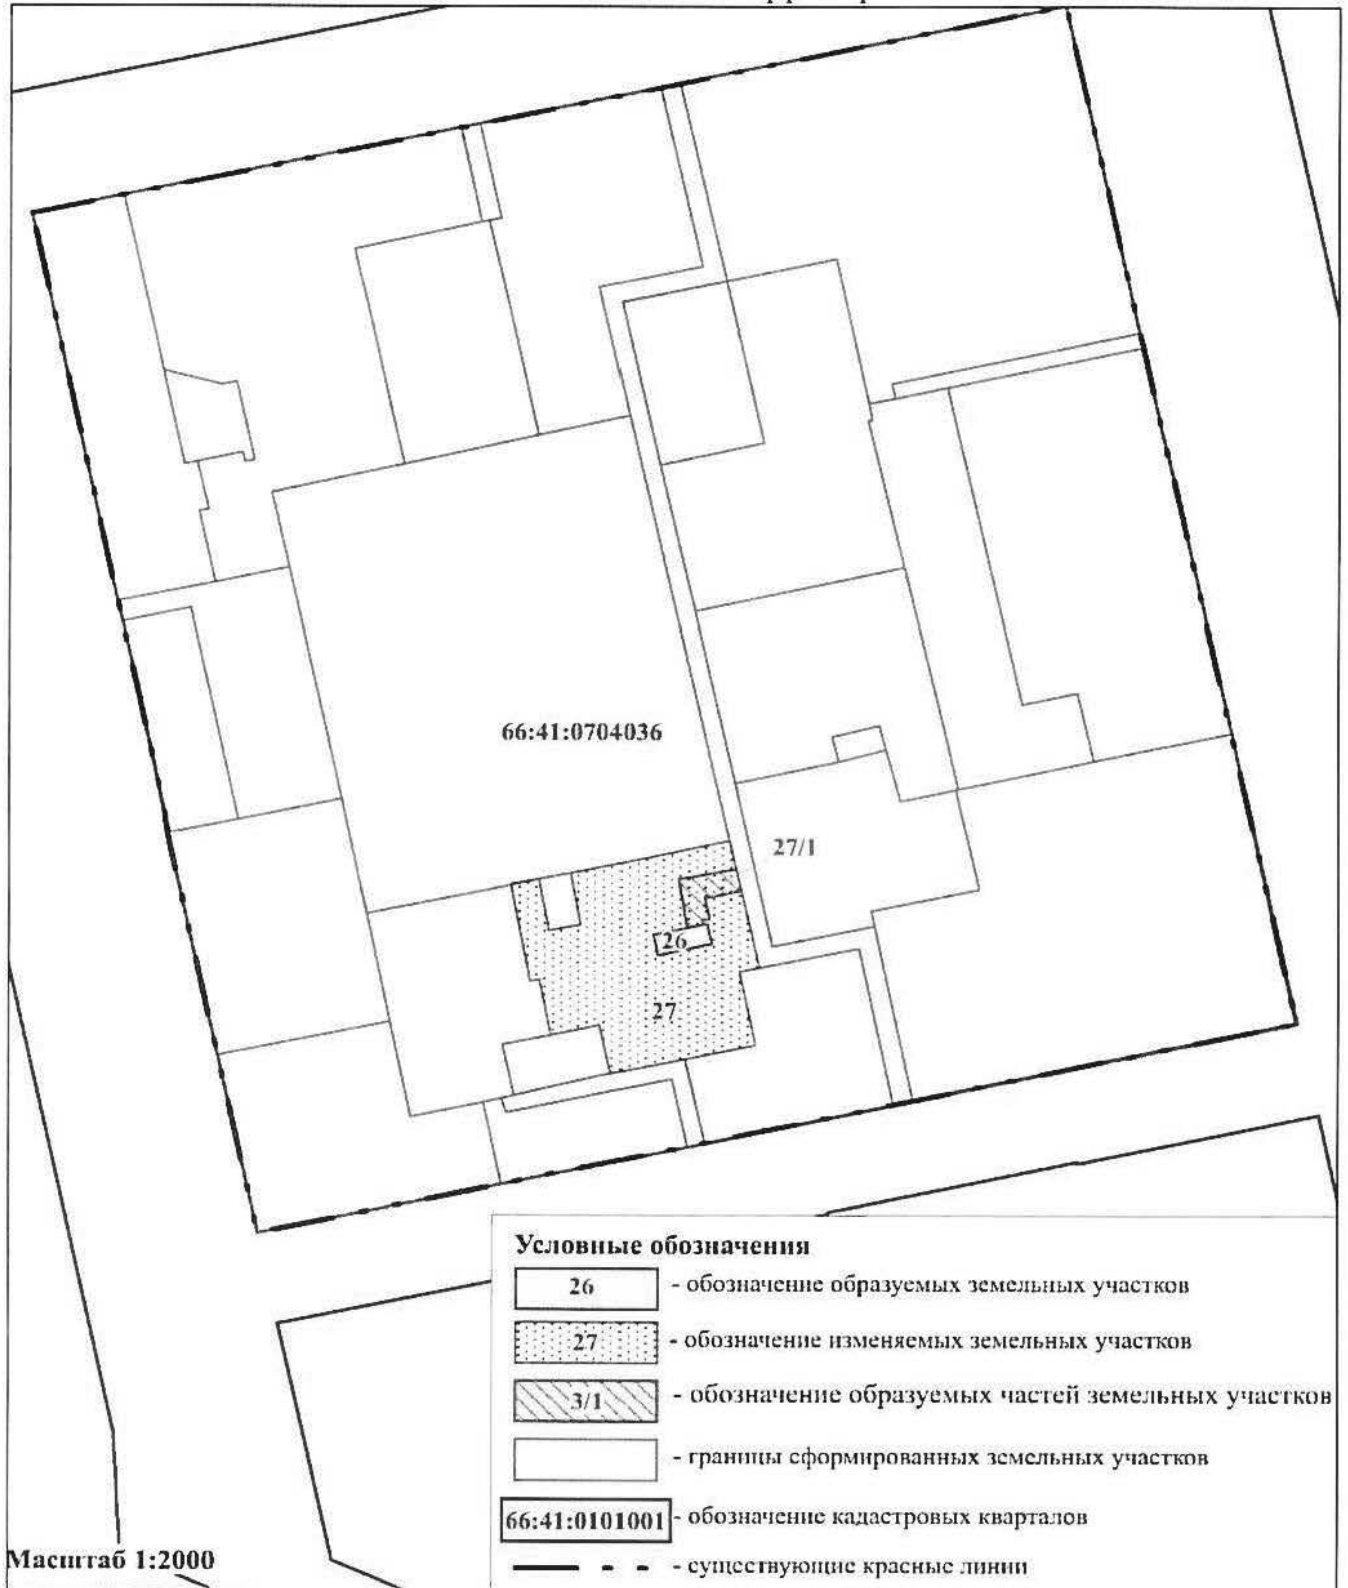 66:41:0704036
27/1
26
27
Условные обозначения
26 - обозначение образуемых земельных участков
27 - обозначение изменяемых земельных участков
3/1 - обозначение образуемых частей земельных участков
- границы сформированных земельных участков
66:41:0101001 - обозначение кадастровых кварталов
- существующие красные линии
Масштаб 1:2000